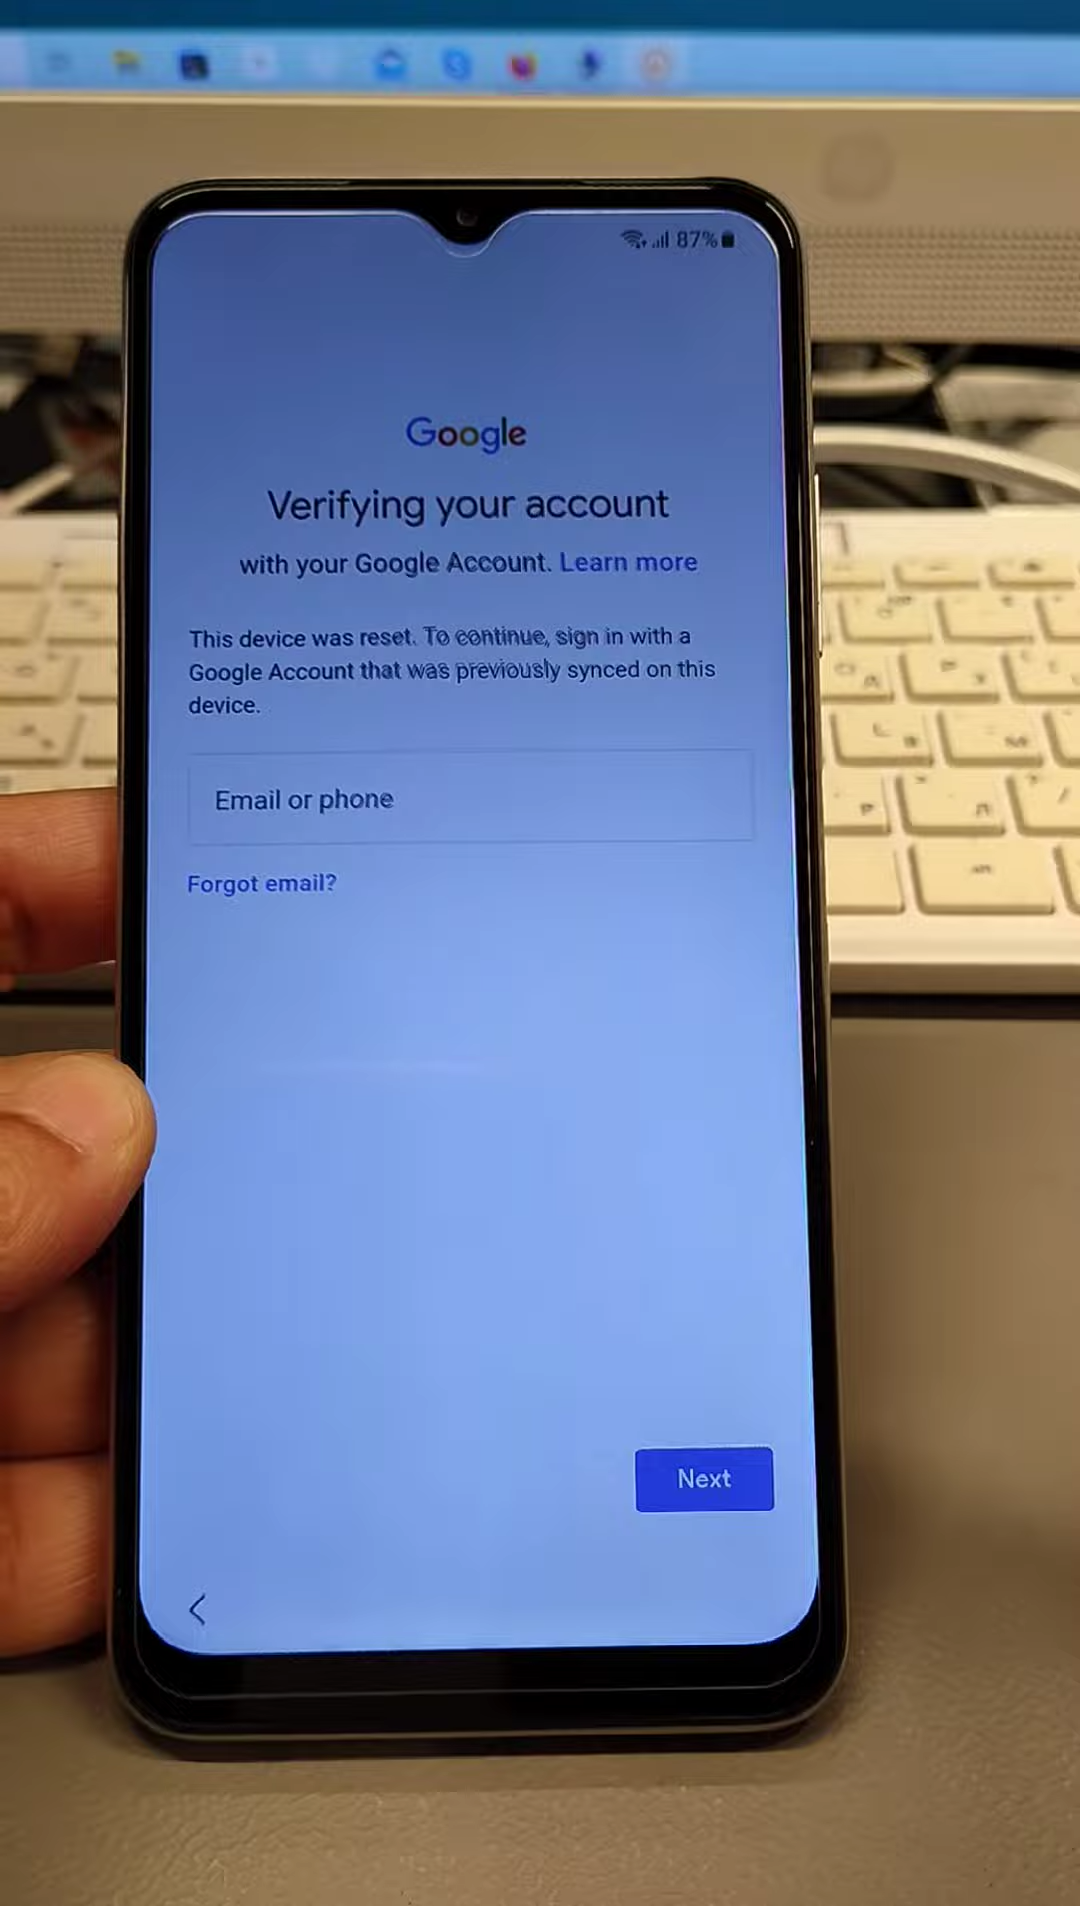 87%
Google
Verifying your account
with your Google Account. Learn more
This device was reset. To continue, sign in with a
Google Account that was previously synced on this
device.
Email or phone
Forgot email?
Next